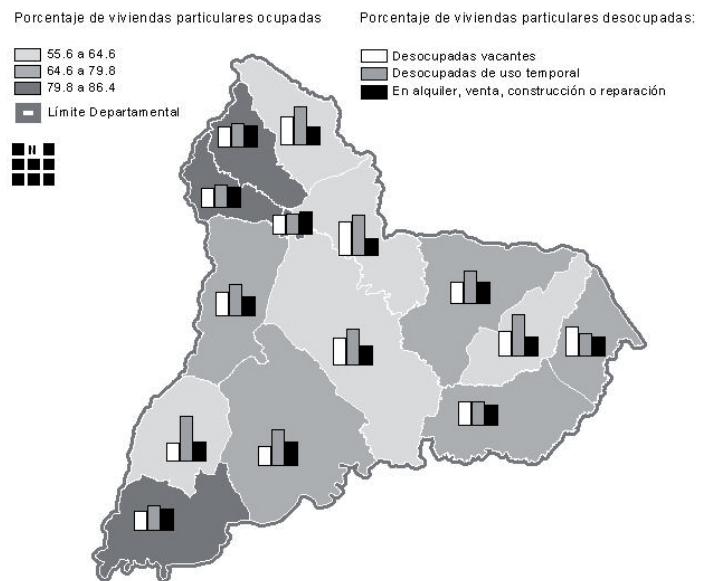 Porcentaje de viviendas particulares ocupadas
55.6 a 64.6
64.6 a 79.8
79.8 a 86.4
Límite Departamental
N
Porcentaje de viviendas particulares desocupadas:
Desocupadas vacantes
Desocupadas de uso temporal
En alquiler, venta, construcción o reparación